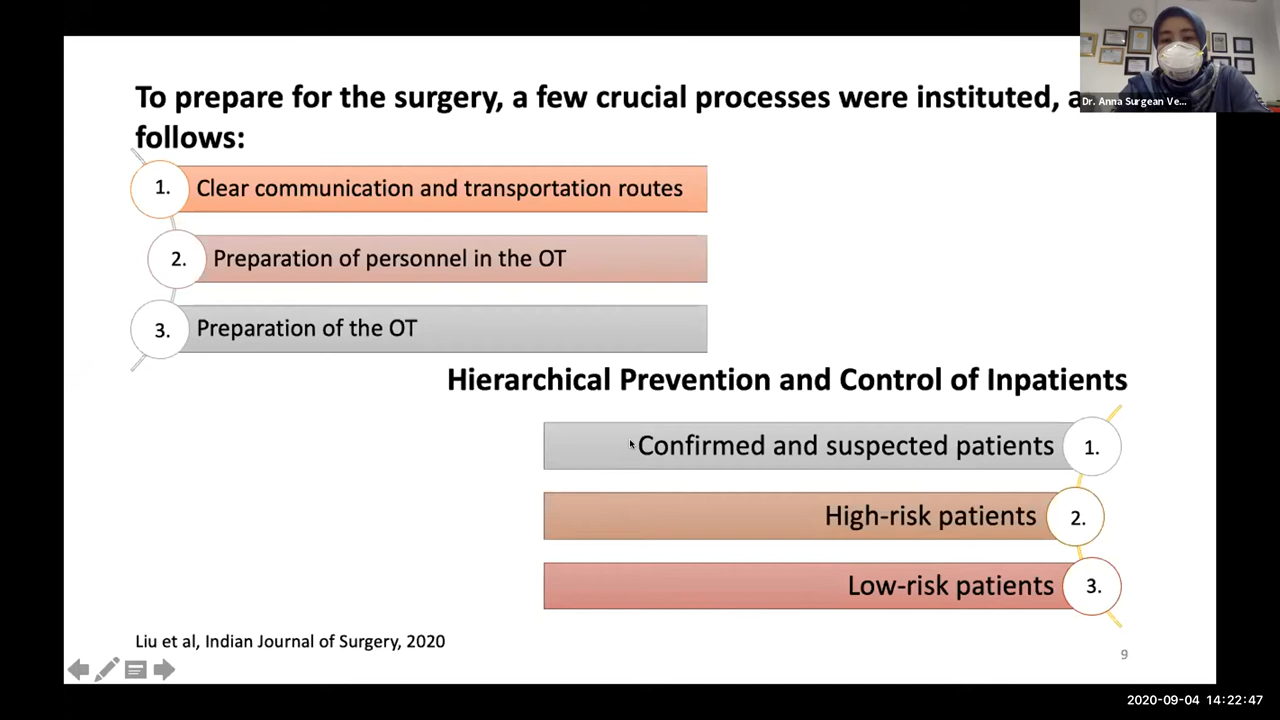 To prepare for the surgery, a few crucial processes were instituted, a
follows:
1. Clear communication and transportation routes
2. Preparation of personnel in the OT
3. Preparation of the OT
Hierarchical Prevention and Control of Inpatients
Confirmed and suspected patients 1.
High-risk patients 2.
Low-risk patients 3.
Liu et al, Indian Journal of Surgery, 2020
9
Dr. Anna Surgean Ve...
2020-09-04 14:22:47